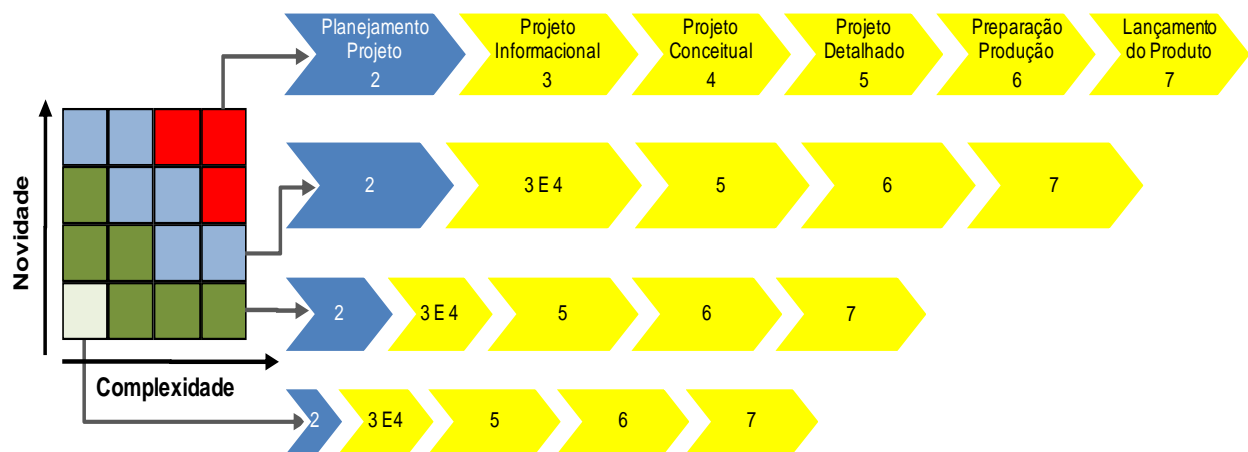 Planejamento
Projeto
2
Projeto
Informacional
3
Projeto
Conceitual
4
Projeto
Detalhado
5
Preparação
Produção
6
Lançamento
do Produto
7
Novidade
Complexidade
2
3 E 4
5
6
7
2
3 E 4
5
6
7
2
3 E4
5
6
7